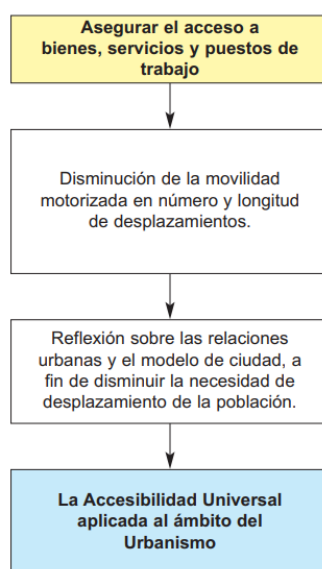 Asegurar el acceso a
bienes, servicios y puestos de
trabajo
Disminución de la movilidad
motorizada en número y longitud
de desplazamientos.
Reflexión sobre las relaciones
urbanas y el modelo de ciudad, a
fin de disminuir la necesidad de
desplazamiento de la población.
La Accesibilidad Universal
aplicada al ámbito del
Urbanismo